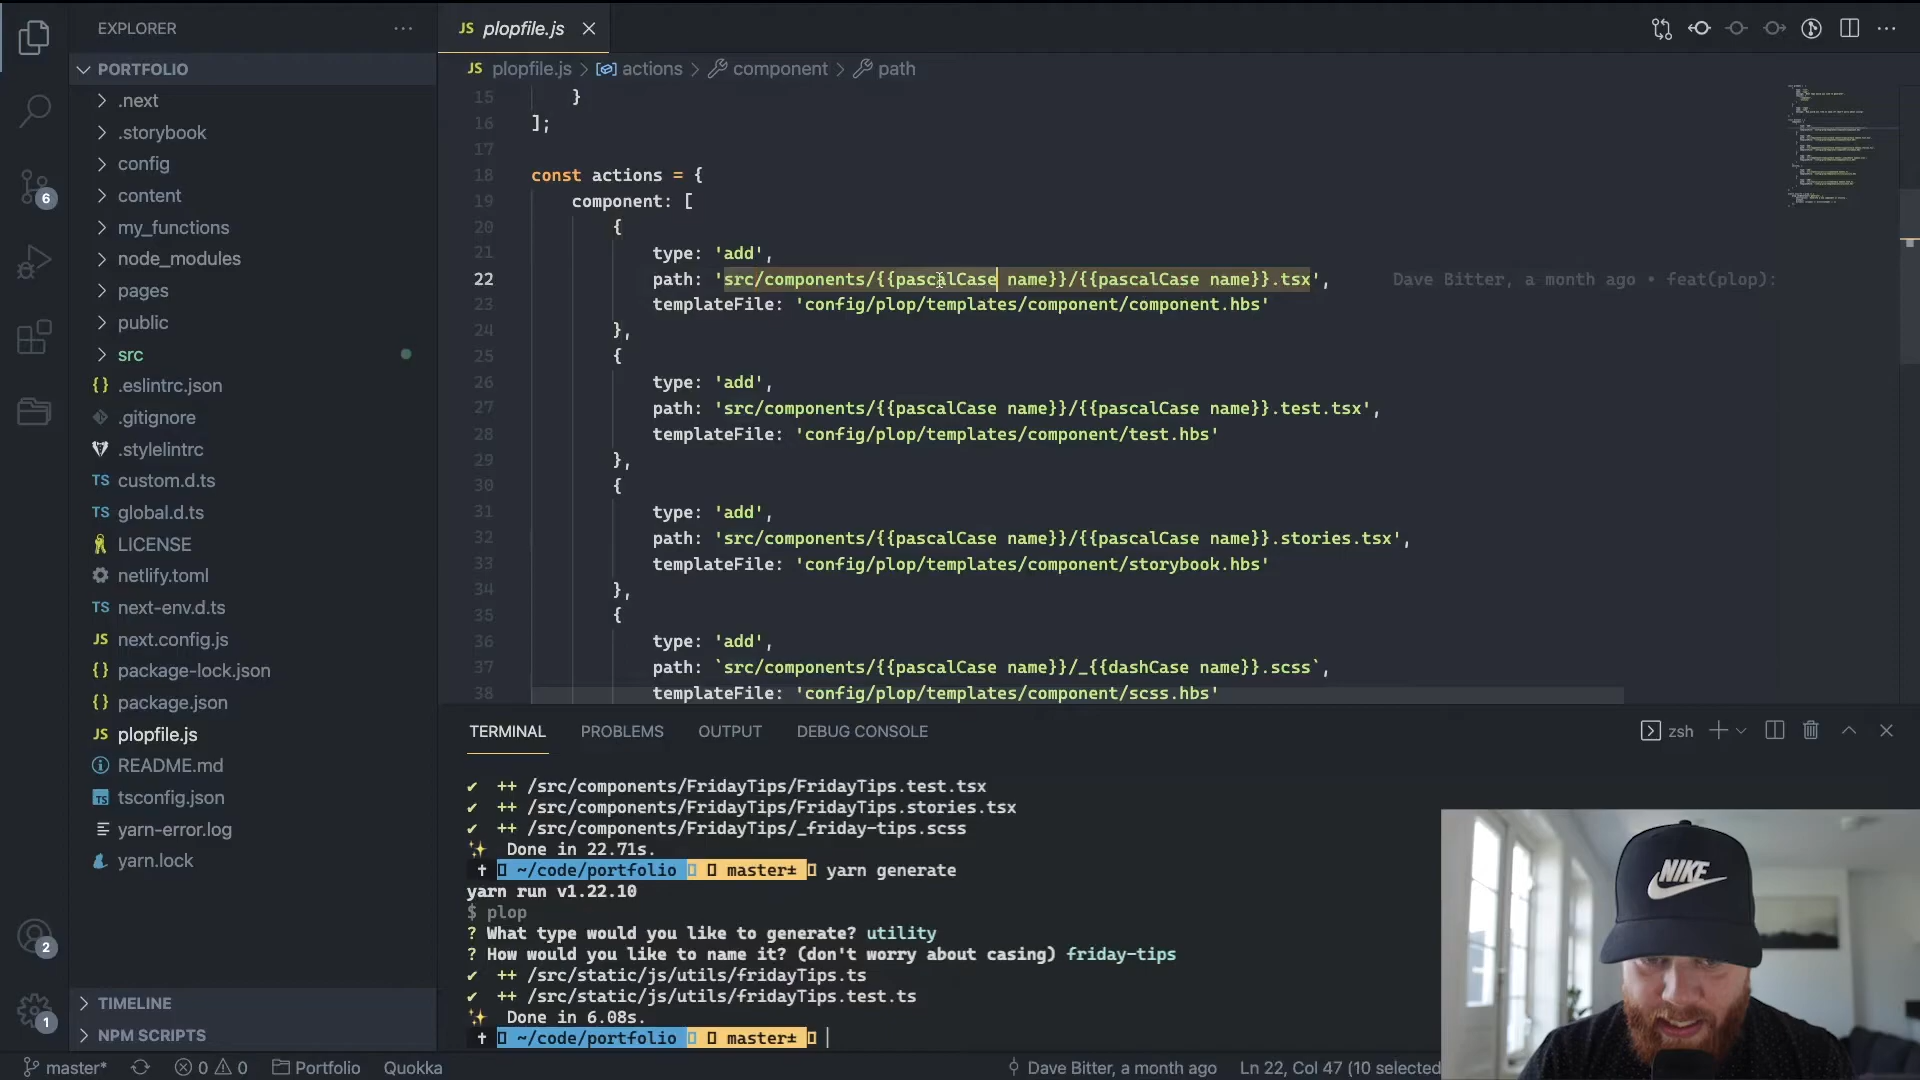 EXPLORER
PORTFOLIO
.next
.storybook
config
content
my_functions
node_modules
pages
public
src
{} .eslintrc.json
.gitignore
.stylelintrc
TS custom.d.ts
TS global.d.ts
LICENSE
netlify.toml
TS next-env.d.ts
JS next.config.js
{} package-lock.json
{} package.json
JS plopfile.js
README.md
TS tsconfig.json
yarn-error.log
yarn.lock
TIMELINE
NPM SCRIPTS
6
2
1
JS plopfile.js
JS plopfile.js > actions > component > path
15 }
16 ];
17
18 const actions = {
19 component: [
20 {
21 type: 'add',
22 path: 'src/components/{{pascalCase name}}/{{pascalCase name}}.tsx', Dave Bitter, a month ago • feat(plop):
23 templateFile: 'config/plop/templates/component/component.hbs'
24 },
25 {
26 type: 'add',
27 path: 'src/components/{{pascalCase name}}/{{pascalCase name}}.test.tsx',
28 templateFile: 'config/plop/templates/component/test.hbs'
29 },
30 {
31 type: 'add',
32 path: 'src/components/{{pascalCase name}}/{{pascalCase name}}.stories.tsx',
33 templateFile: 'config/plop/templates/component/storybook.hbs'
34 },
35 {
36 type: 'add',
37 path: `src/components/{{pascalCase name}}/_{{dashCase name}}.scss`,
38 templateFile: 'config/plop/templates/component/scss.hbs'
TERMINAL PROBLEMS OUTPUT DEBUG CONSOLE zsh
✔ ++ /src/components/FridayTips/FridayTips.test.tsx
✔ ++ /src/components/FridayTips/FridayTips.stories.tsx
✔ ++ /src/components/FridayTips/_friday-tips.scss
✨ Done in 22.71s.
✝ ~/code/portfolio master± yarn generate
yarn run v1.22.10
$ plop
? What type would you like to generate? utility
? How would you like to name it? (don't worry about casing) friday-tips
✔ ++ /src/static/js/utils/fridayTips.ts
✔ ++ /src/static/js/utils/fridayTips.test.ts
✨ Done in 6.08s.
✝ ~/code/portfolio master±
NIKE
master* 0 0 Portfolio Quokka Dave Bitter, a month ago Ln 22, Col 47 (10 selected